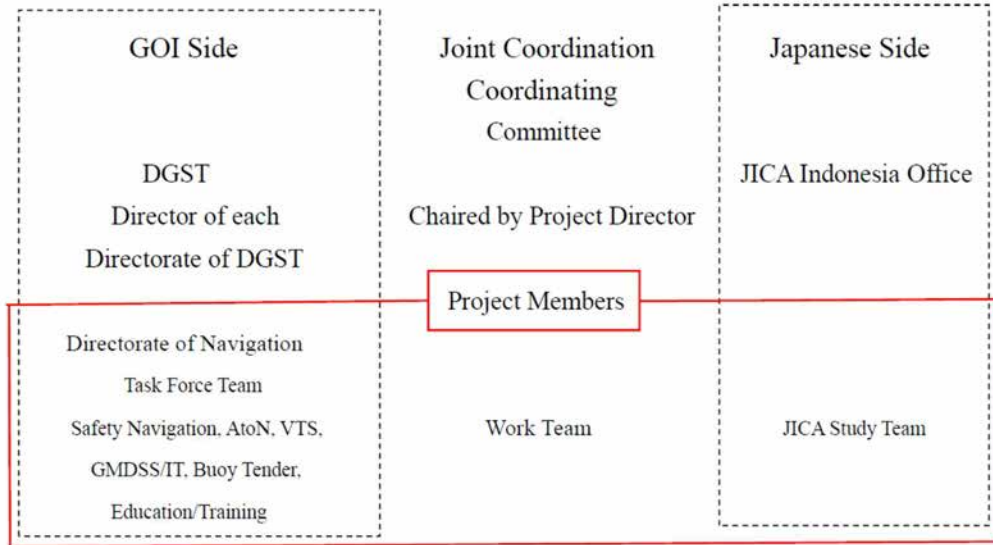 GOI Side
DGST
Director of each
Directorate of DGST
Joint Coordination
Coordinating
Committee
Chaired by Project Director
Japanese Side
JICA Indonesia Office
Project Members
Directorate of Navigation
Task Force Team
Safety Navigation, AtoN, VTS,
GMDSS/IT, Buoy Tender,
Education/Training
Work Team
JICA Study Team